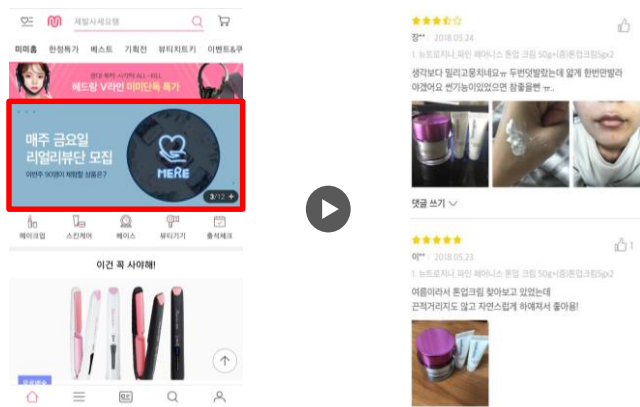 재발사세요템
미미홈 한정특가 베스트 기획전 뷰티치트키 이벤트&쿠
헤드랑 V라인 미미단독 특가
매주 금요일
리얼리뷰단 모집
이번주 90명이 체험할 상품은?
MERE
3/12 +
메이크업 스킨케어 베이스 뷰티기기 출석체크
이건 꼭 사야해!
장** 2018.05.24
1. 뉴트로지나 파인 페어니스 톤업 크림 50g+(증)톤업크림5gx2
생각보다 밀리고뭉치네요ㅠ 두번덧발랐는데 얇게 한번만발라
야겠어요 썬기능이있었으면 참좋을뻔 ㅠ..
댓글 쓰기
이** 2018.05.23
1
1. 뉴트로지나 파인 페어니스 톤업 크림 50g+(증)톤업크림5gx2
여름이라서 톤업크림 찾아보고 있었는데
끈적거리지도 않고 자연스럽게 하얘져서 좋아용!